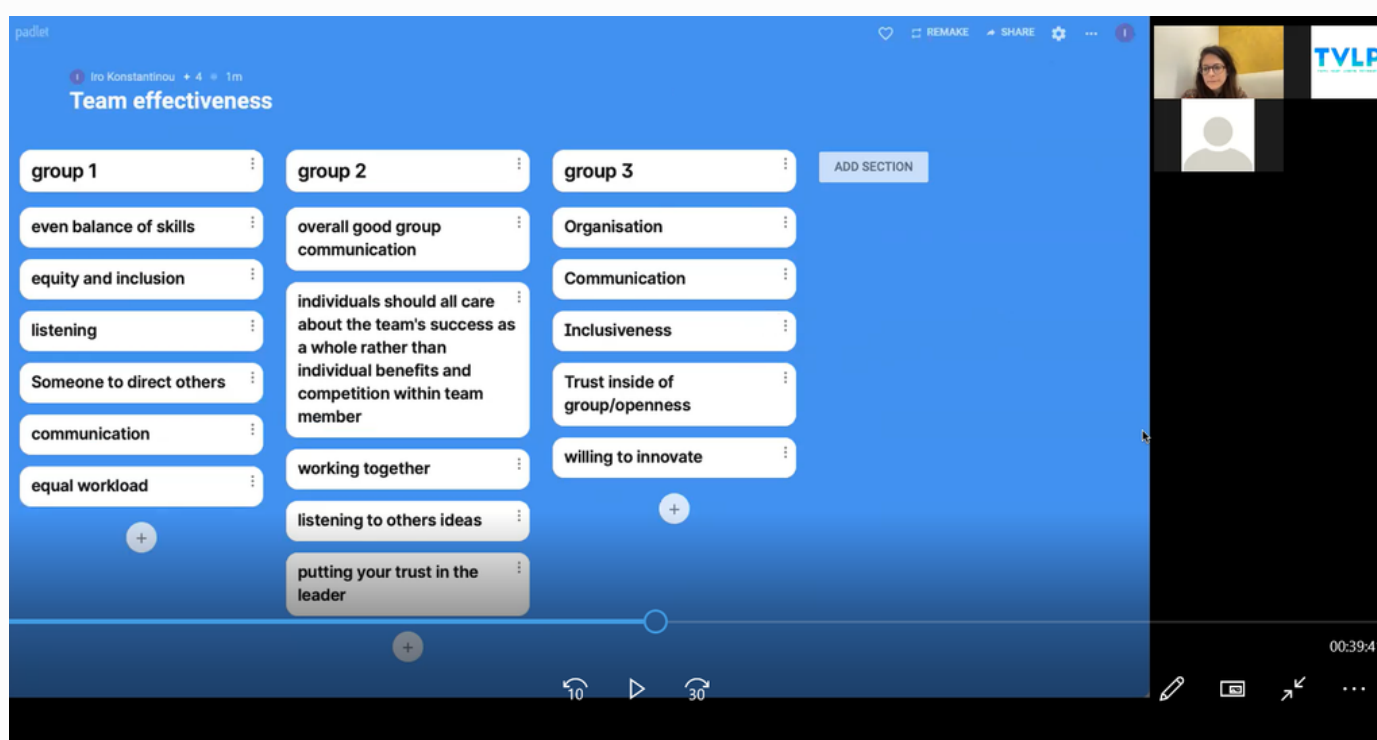 padlet
REMAKE
SHARE
...
I
TVLP
I
Iro Konstantinou + 4 • 1m
Team effectiveness
group 1
even balance of skills
equity and inclusion
listening
Someone to direct others
communication
equal workload
+
group 2
overall good group
communication
individuals should all care
about the team's success as
a whole rather than
individual benefits and
competition within team
member
working together
listening to others ideas
putting your trust in the
leader
+
group 3
Organisation
Communication
Inclusiveness
Trust inside of
group/openness
willing to innovate
+
ADD SECTION
00:39:4
10
30